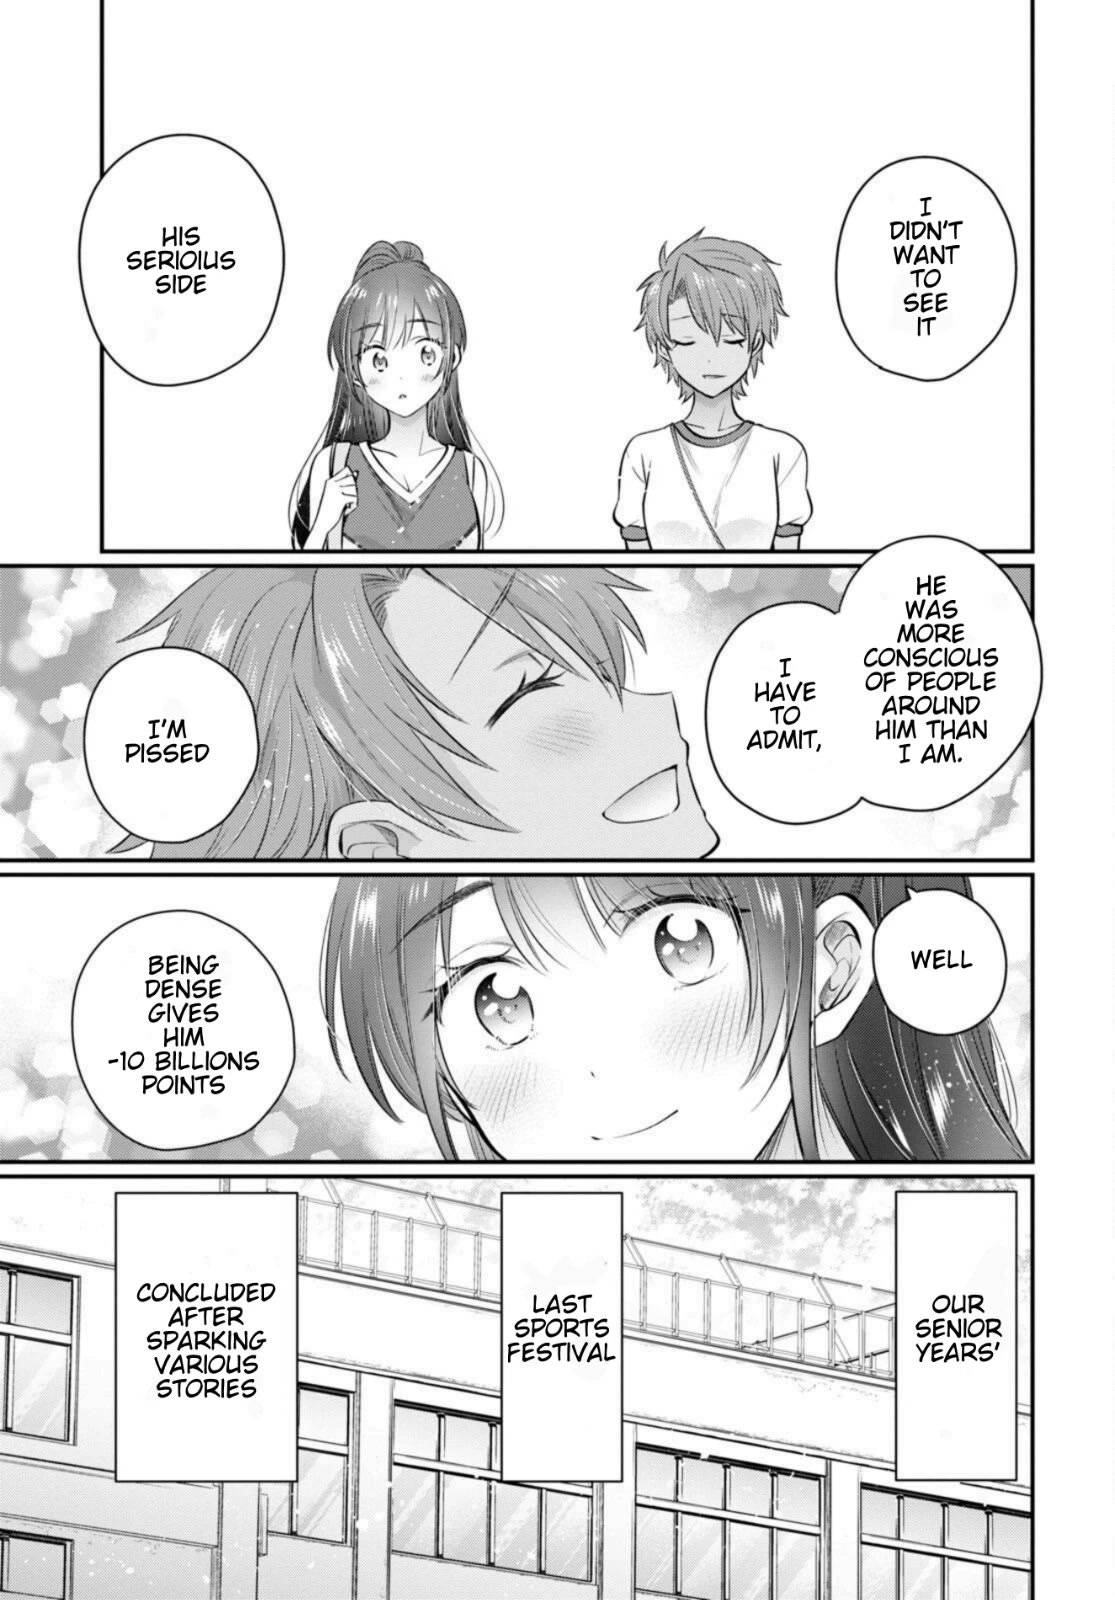 I
DIDN'T
WANT
TO
SEE
IT
HIS
SERIOIUS
SIDE
HE
WAS
MORE
CONSCIOUS
OF PEOPLE
AROUND
HIM THAN
I AM.
I
HAVE
TO
ADMIT,
I'M
PISSED
WELL
BEING
DENSE
GIVES
HIM
-10 BILLIONS
POINTS
OUR
SENIOR
YEARS'
LAST
SPORTS
FESTIVAL
CONCLUDED
AFTER
SPARKING
VARIOUS
STORIES